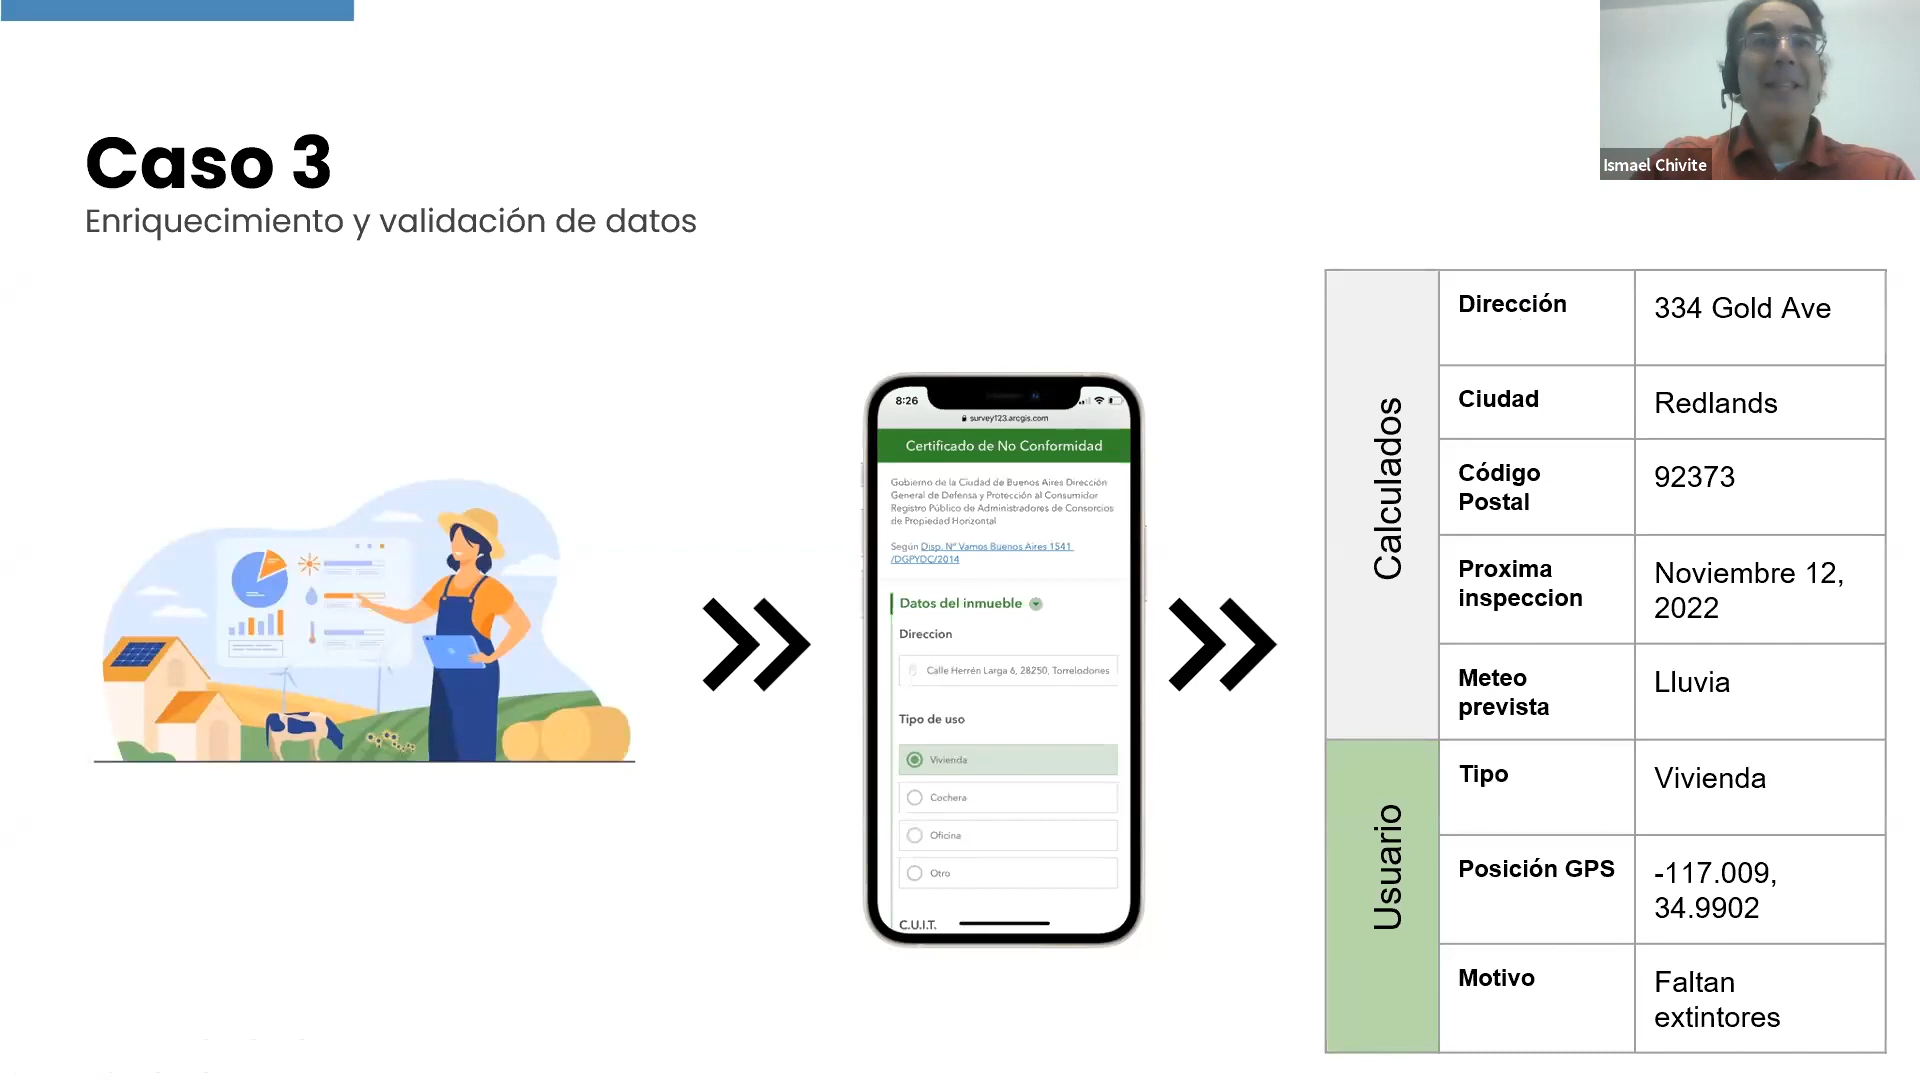 Caso 3
Enriquecimiento y validación de datos
Ismael Chivite
8:26
survey123.arcgis.com
Certificado de No Conformidad
Gobierno de la Ciudad de Buenos Aires Dirección
General de Defensa y Protección al Consumidor
Registro Público de Administradores de Consorcios
de Propiedad Horizontal
Según Disp. Nº Vamos Buenos Aires 1541
/DGPYDC/2014
Datos del inmueble
Direccion
Calle Herrén Larga 6, 28250, Torrelodones
Tipo de uso
Vivienda
Cochera
Oficina
Otro
C.U.I.T.
Calculados
Dirección
334 Gold Ave
Ciudad
Redlands
Código
Postal
92373
Proxima
inspeccion
Noviembre 12,
2022
Meteo
prevista
Lluvia
Usuario
Tipo
Vivienda
Posición GPS
-117.009,
34.9902
Motivo
Faltan
extintores